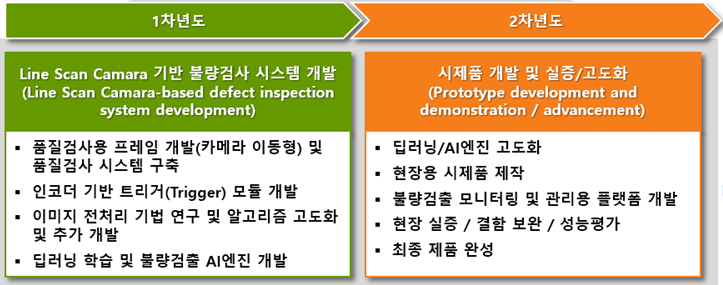 1차년도
2차년도
Line Scan Camara 기반 불량검사 시스템 개발
(Line Scan Camara-based defect inspection
system development)
▪ 품질검사용 프레임 개발(카메라 이동형) 및
품질검사 시스템 구축
▪ 인코더 기반 트리거(Trigger) 모듈 개발
▪ 이미지 전처리 기법 연구 및 알고리즘 고도화
및 추가 개발
▪ 딥러닝 학습 및 불량검출 AI엔진 개발
시제품 개발 및 실증/고도화
(Prototype development and
demonstration / advancement)
▪ 딥러닝/AI엔진 고도화
▪ 현장용 시제품 제작
▪ 불량검출 모니터링 및 관리용 플랫폼 개발
▪ 현장 실증 / 결함 보완 / 성능평가
▪ 최종 제품 완성